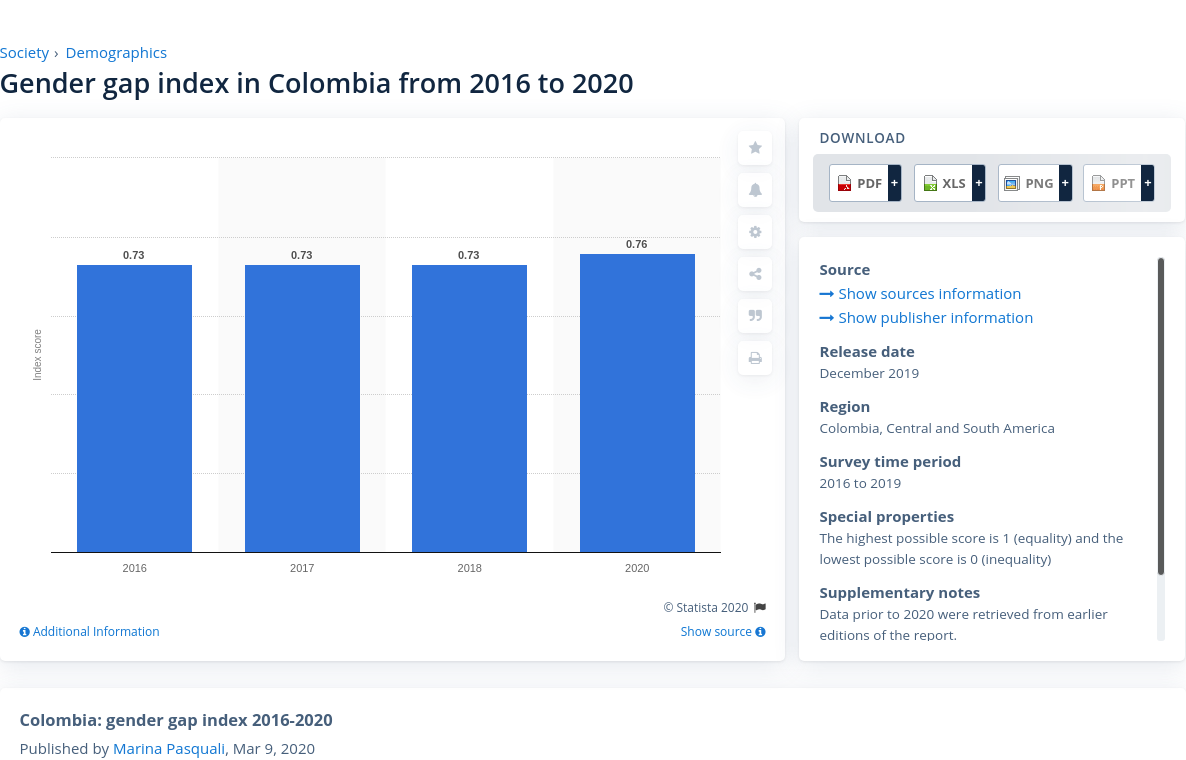 Society › Demographics
Gender gap index in Colombia from 2016 to 2020
0.73
0.73
0.73
0.76
Index score
2016
2017
2018
2020
© Statista 2020
Additional Information
Show source
DOWNLOAD
PDF +
XLS +
PNG +
PPT +
Source
Show sources information
Show publisher information
Release date
December 2019
Region
Colombia, Central and South America
Survey time period
2016 to 2019
Special properties
The highest possible score is 1 (equality) and the
lowest possible score is 0 (inequality)
Supplementary notes
Data prior to 2020 were retrieved from earlier
editions of the report.
Colombia: gender gap index 2016-2020
Published by Marina Pasquali, Mar 9, 2020